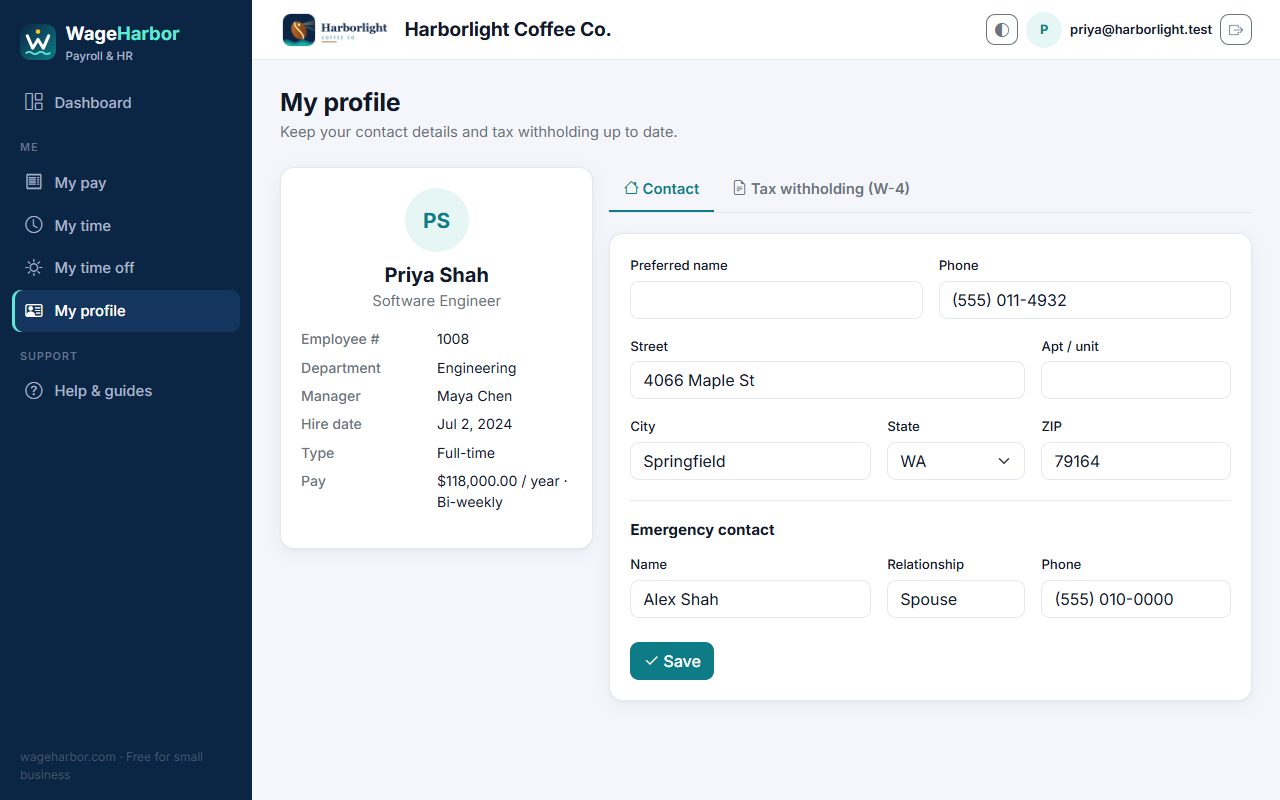 WageHarbor
Payroll & HR
Dashboard
ME
My pay
My time
My time off
My profile
SUPPORT
Help & guides
wageharbor.com · Free for small
business
Harborlight
COFFEE CO.
Harborlight Coffee Co.
P
priya@harborlight.test
My profile
Keep your contact details and tax withholding up to date.
PS
Priya Shah
Software Engineer
Employee # 1008
Department Engineering
Manager Maya Chen
Hire date Jul 2, 2024
Type Full-time
Pay $118,000.00 / year ·
Bi-weekly
Contact Tax withholding (W-4)
Preferred name Phone
(555) 011-4932
Street Apt / unit
4066 Maple St
City State ZIP
Springfield WA 79164
Emergency contact
Name Relationship Phone
Alex Shah Spouse (555) 010-0000
Save